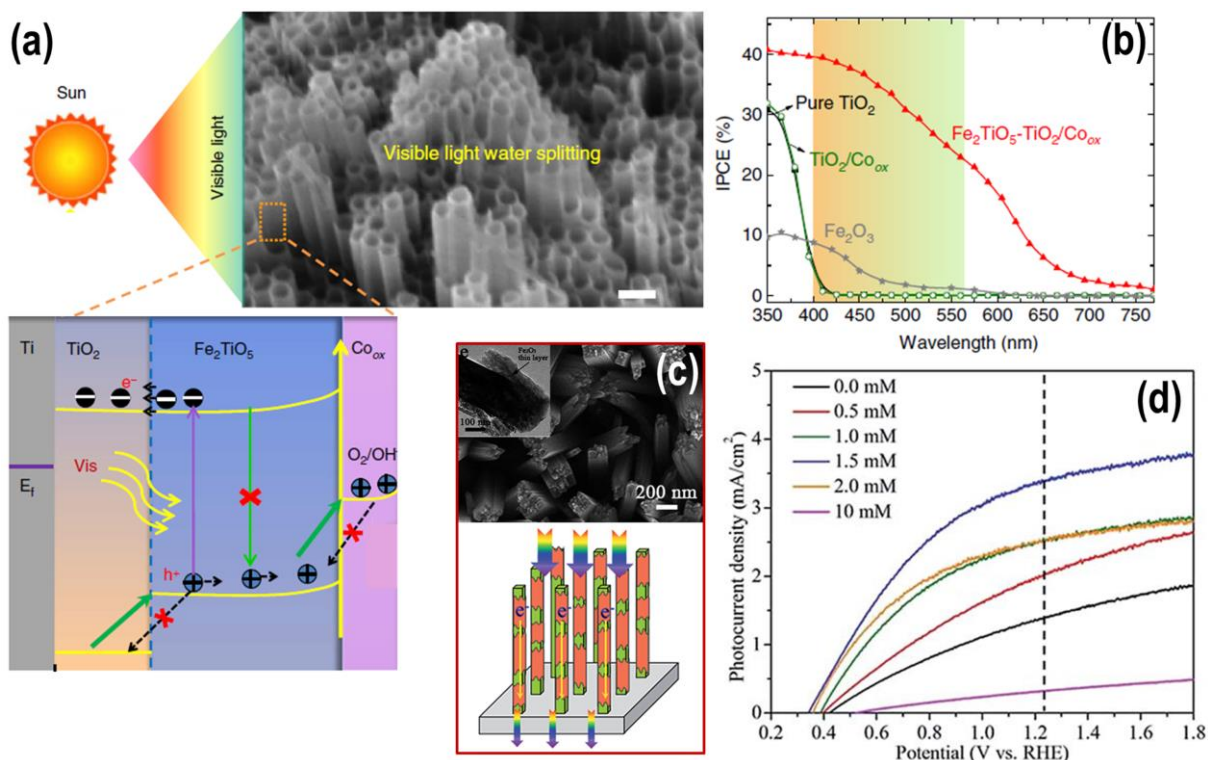 (a)
Sun
Visible light
Visible light water splitting
Ti
TiO2
Fe2TiO5
Coox
e−
Vis
Ef
h+
O2/OH
(b)
IPCE (%)
40
30
20
10
0
Pure TiO2
TiO2/Coox
Fe2TiO5-TiO2/Coox
Fe2O3
350 400 450 500 550 600 650 700 750
Wavelength (nm)
(c)
e
Fe2O3
thin layer
100 nm
200 nm
e− e− e−
(d)
0.0 mM
0.5 mM
1.0 mM
1.5 mM
2.0 mM
10 mM
Photocurrent density (mA/cm2)
5
4
3
2
1
0
0.2 0.4 0.6 0.8 1.0 1.2 1.4 1.6 1.8
Potential (V vs. RHE)